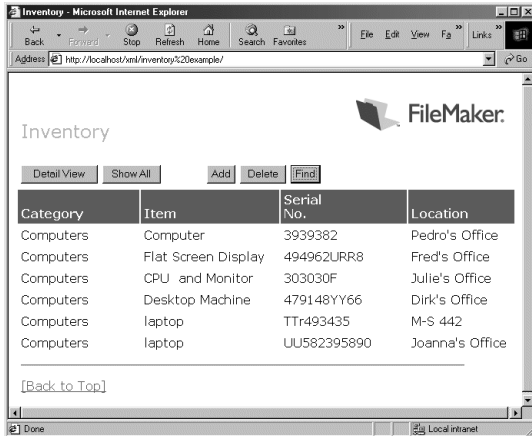 Inventory - Microsoft Internet Explorer
Back Forward Stop Refresh Home Search Favorites » File Edit View Fa » Links »
Address http://localhost/xml/inventory%20example/ Go
FileMaker.
Inventory
Detail View Show All Add Delete Find
Category Item Serial No. Location
Computers Computer 3939382 Pedro's Office
Computers Flat Screen Display 494962URR8 Fred's Office
Computers CPU and Monitor 303030F Julie's Office
Computers Desktop Machine 479148YY66 Dirk's Office
Computers laptop TTr493435 M-S 442
Computers laptop UU582395890 Joanna's Office
[Back to Top]
Done Local intranet